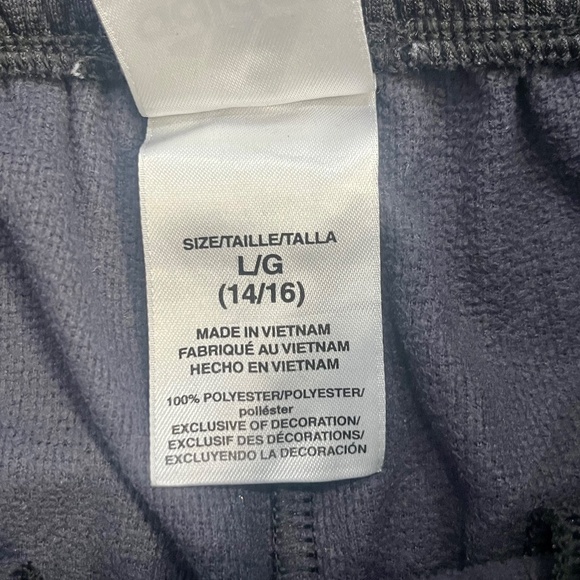 SIZE/TAILLE/TALLA
L/G
(14/16)
MADE IN VIETNAM
FABRIQUÉ AU VIETNAM
HECHO EN VIETNAM
100% POLYESTER/POLYESTER/
poliéster
EXCLUSIVE OF DECORATION/
EXCLUSIF DES DÉCORATIONS/
EXCLUYENDO LA DECORACIÓN